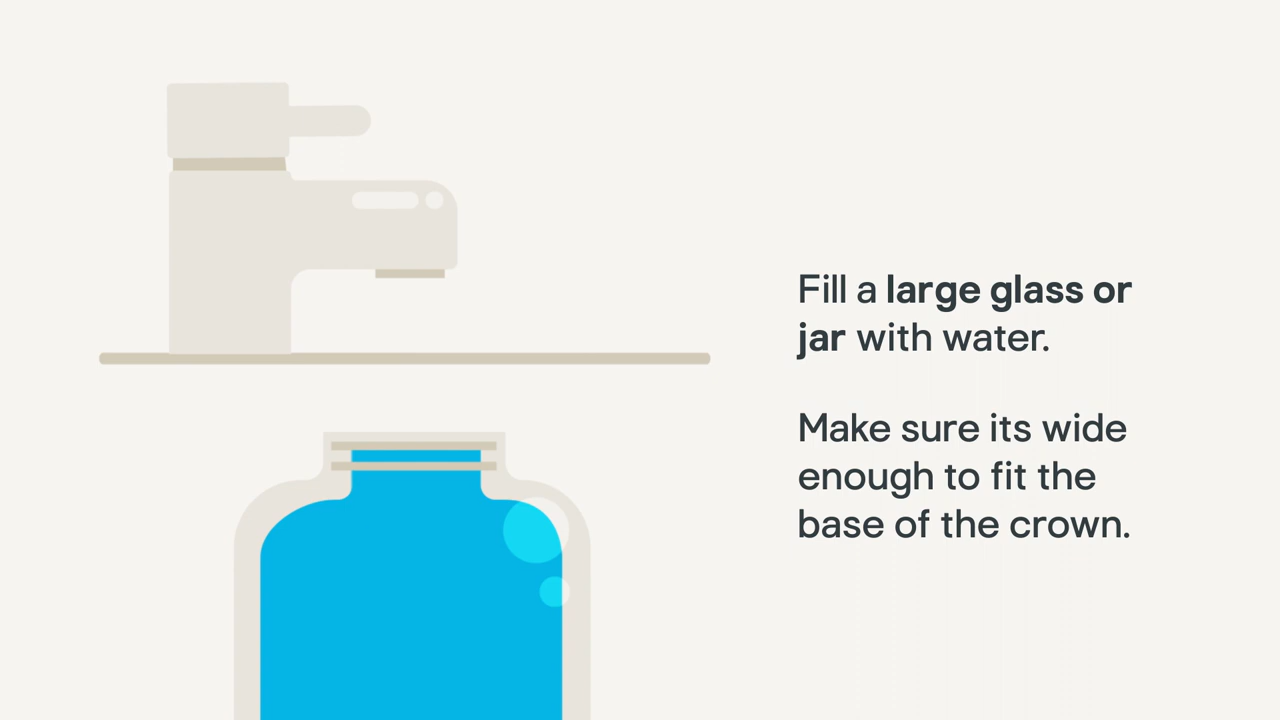 Fill a large glass or
jar with water.
Make sure its wide
enough to fit the
base of the crown.